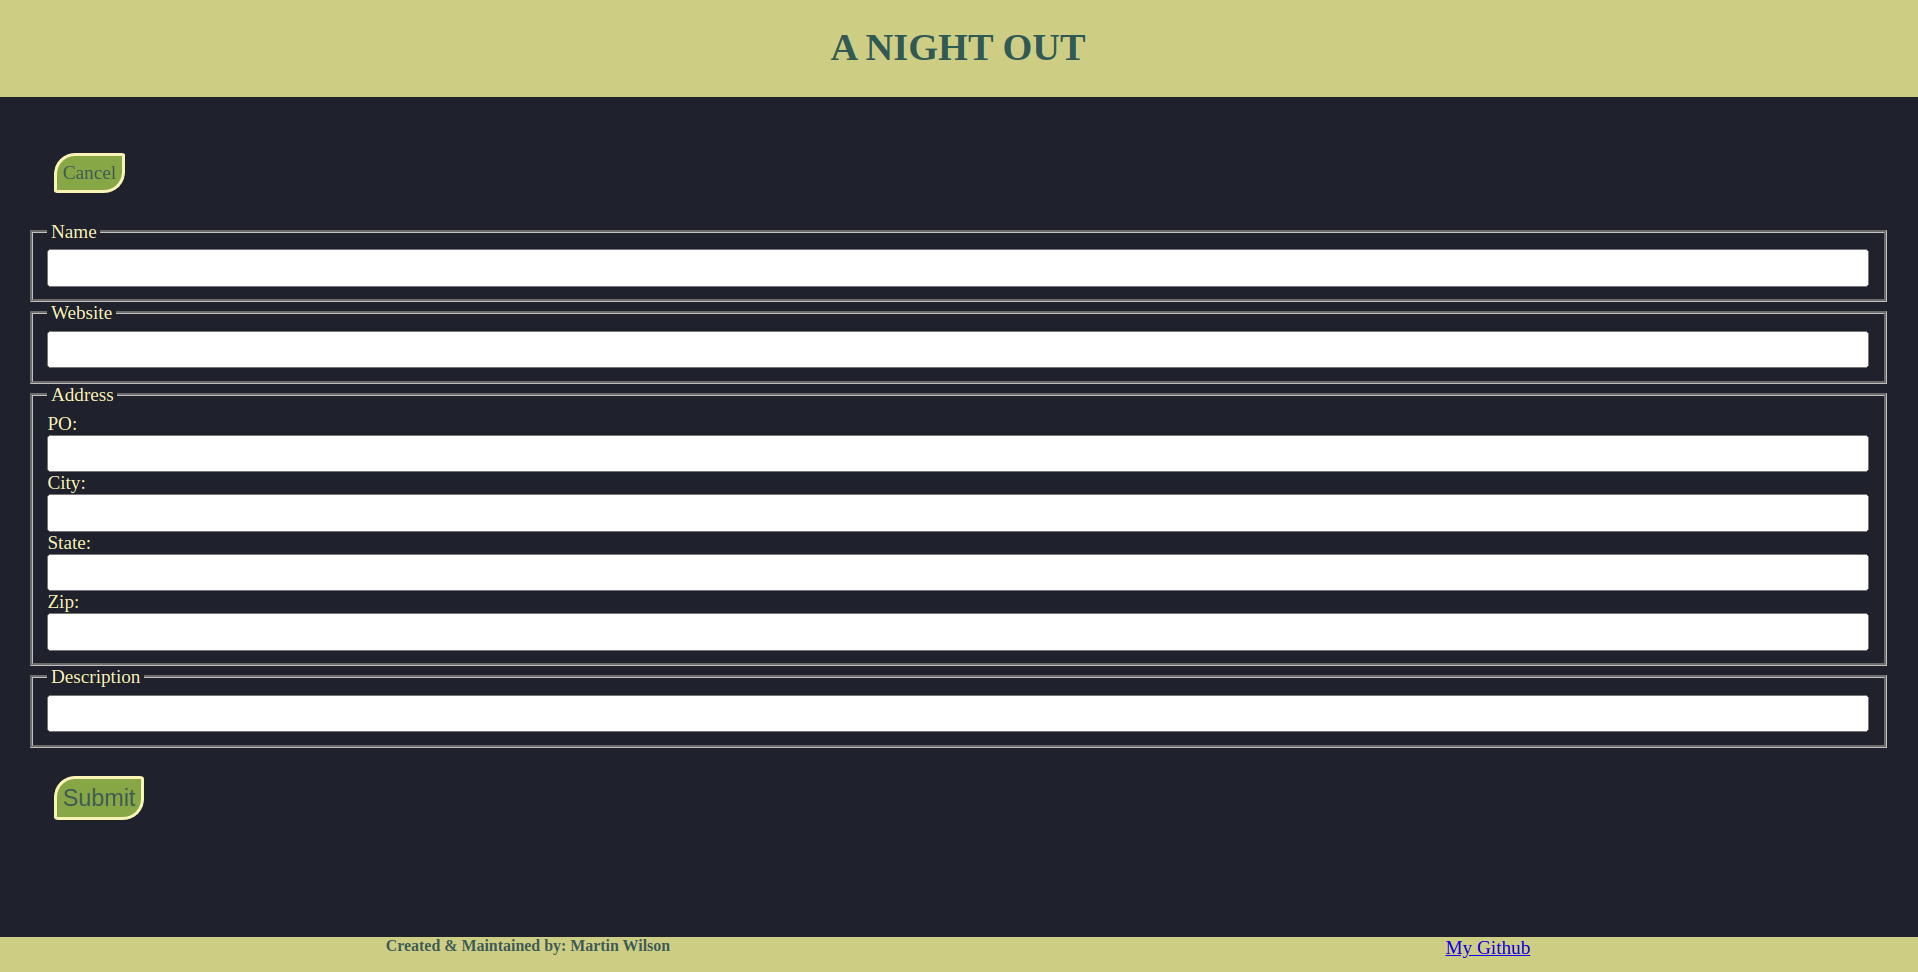 A NIGHT OUT
Cancel
Name
Website
Address
PO:
City:
State:
Zip:
Description
Submit
Created & Maintained by: Martin Wilson
My Github